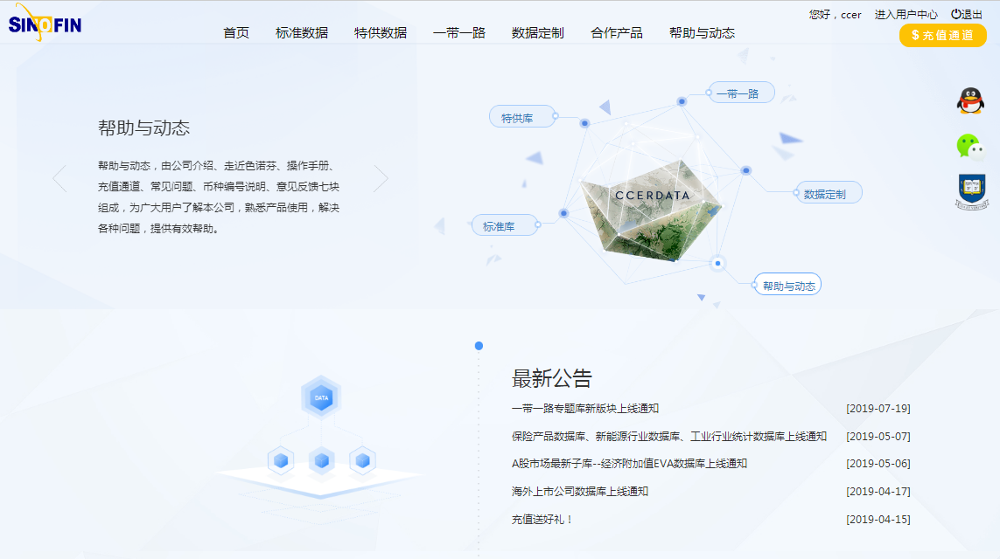 SINOFIN
您好，ccer 进入用户中心 退出
首页 标准数据 特供数据 一带一路 数据定制 合作产品 帮助与动态
$ 充值通道
一带一路
特供库
帮助与动态
CCERDATA
数据定制
标准库
帮助与动态，由公司介绍、走近色诺芬、操作手册、
充值通道、常见问题、币种编号说明、意见反馈七块
组成，为广大用户了解本公司，熟悉产品使用，解决
各种问题，提供有效帮助。
帮助与动态
DATA
最新公告
一带一路专题库新版块上线通知 [2019-07-19]
保险产品数据库、新能源行业数据库、工业行业统计数据库上线通知 [2019-05-07]
A股市场最新子库--经济附加值EVA数据库上线通知 [2019-05-06]
海外上市公司数据库上线通知 [2019-04-17]
充值送好礼！ [2019-04-15]